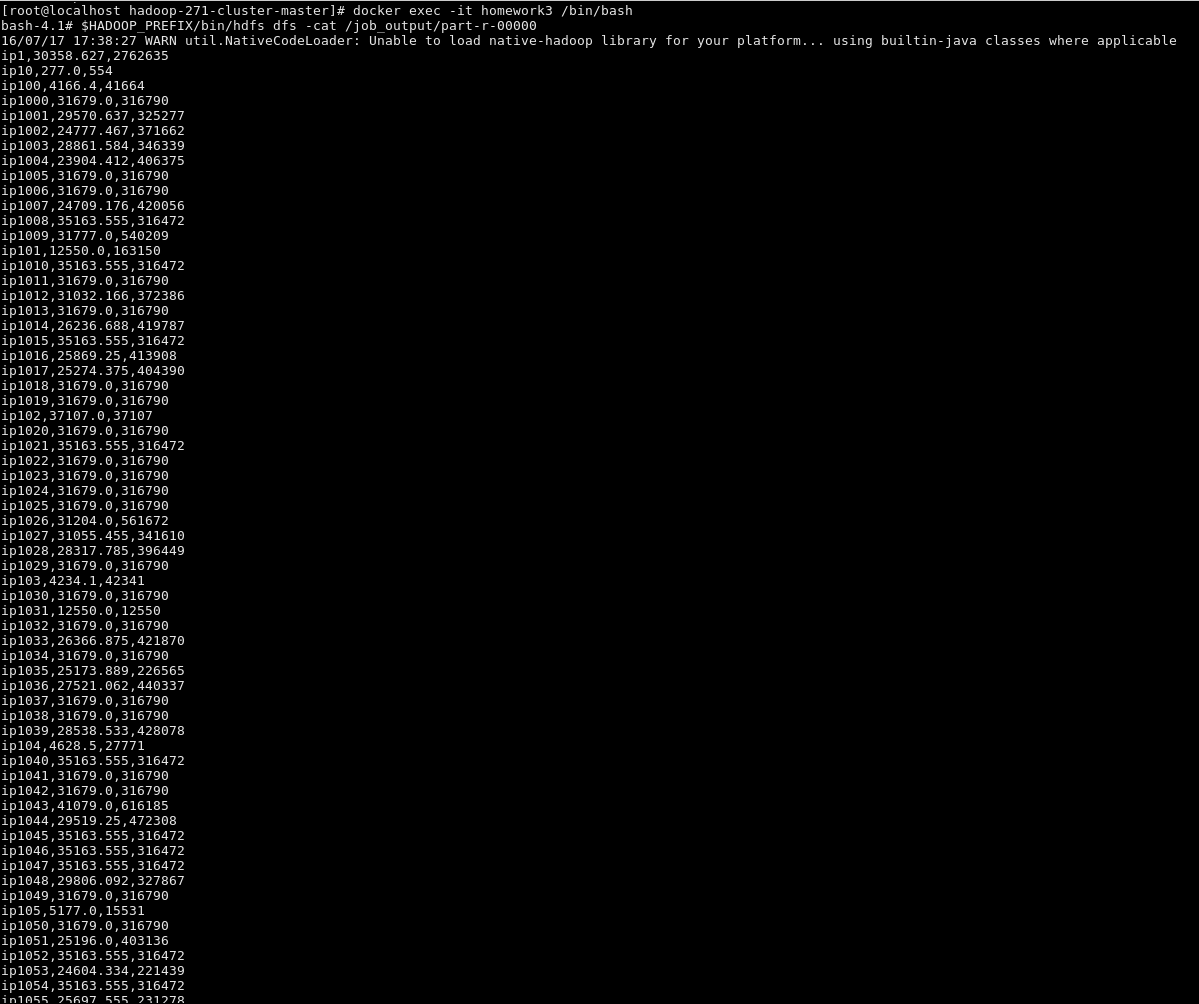 [root@localhost hadoop-271-cluster-master]# docker exec -it homework3 /bin/bash
bash-4.1# $HADOOP_PREFIX/bin/hdfs dfs -cat /job_output/part-r-00000
16/07/17 17:38:27 WARN util.NativeCodeLoader: Unable to load native-hadoop library for your platform... using builtin-java classes where applicable
ip1,30358.627,2762635
ip10,277.0,554
ip100,4166.4,41664
ip1000,31679.0,316790
ip1001,29570.637,325277
ip1002,24777.467,371662
ip1003,28861.584,346339
ip1004,23904.412,406375
ip1005,31679.0,316790
ip1006,31679.0,316790
ip1007,24709.176,420056
ip1008,35163.555,316472
ip1009,31777.0,540209
ip101,12550.0,163150
ip1010,35163.555,316472
ip1011,31679.0,316790
ip1012,31032.166,372386
ip1013,31679.0,316790
ip1014,26236.688,419787
ip1015,35163.555,316472
ip1016,25869.25,413908
ip1017,25274.375,404390
ip1018,31679.0,316790
ip1019,31679.0,316790
ip102,37107.0,37107
ip1020,31679.0,316790
ip1021,35163.555,316472
ip1022,31679.0,316790
ip1023,31679.0,316790
ip1024,31679.0,316790
ip1025,31679.0,316790
ip1026,31204.0,561672
ip1027,31055.455,341610
ip1028,28317.785,396449
ip1029,31679.0,316790
ip103,4234.1,42341
ip1030,31679.0,316790
ip1031,12550.0,12550
ip1032,31679.0,316790
ip1033,26366.875,421870
ip1034,31679.0,316790
ip1035,25173.889,226565
ip1036,27521.062,440337
ip1037,31679.0,316790
ip1038,31679.0,316790
ip1039,28538.533,428078
ip104,4628.5,27771
ip1040,35163.555,316472
ip1041,31679.0,316790
ip1042,31679.0,316790
ip1043,41079.0,616185
ip1044,29519.25,472308
ip1045,35163.555,316472
ip1046,35163.555,316472
ip1047,35163.555,316472
ip1048,29806.092,327867
ip1049,31679.0,316790
ip105,5177.0,15531
ip1050,31679.0,316790
ip1051,25196.0,403136
ip1052,35163.555,316472
ip1053,24604.334,221439
ip1054,35163.555,316472
ip1055,25697.555,231278